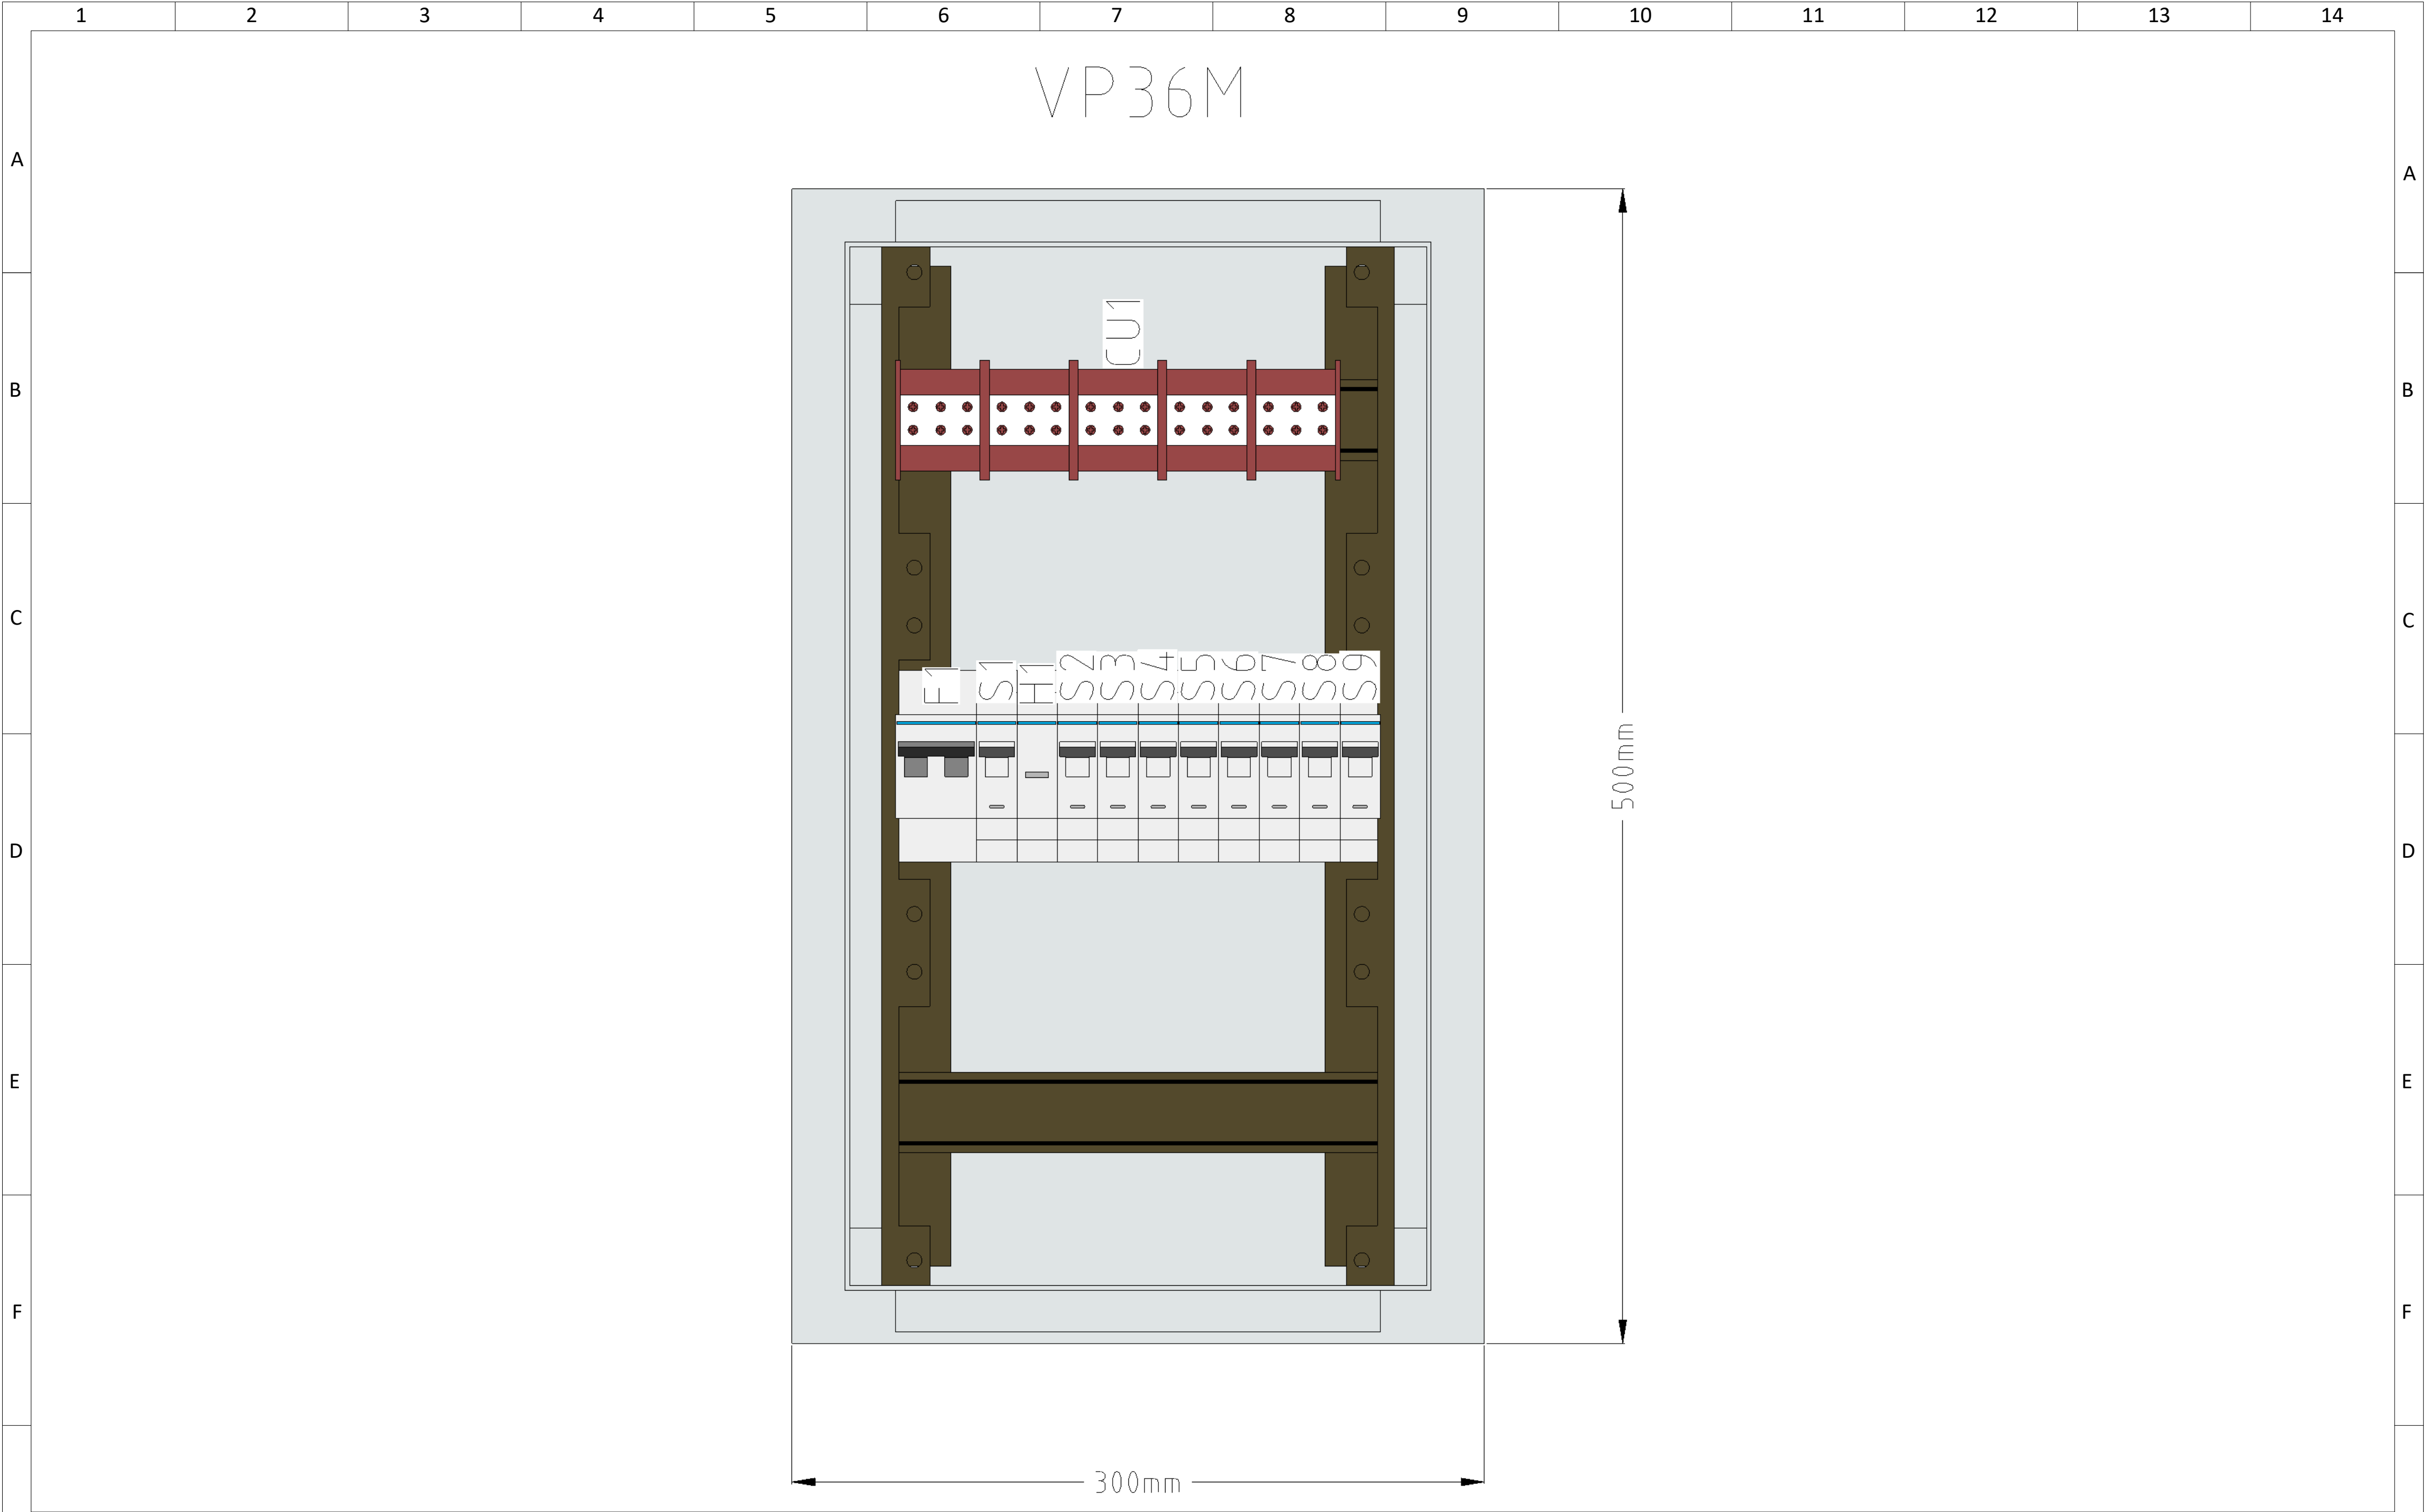 1 2 3 4 5 6 7 8 9 10 11 12 13 14
VP36M
A A
CU1
B B
C C
F1 S1 H1 S2 S3 S4 S5 S6 S7 S8 S9
500mm
D D
E E
F F
300mm